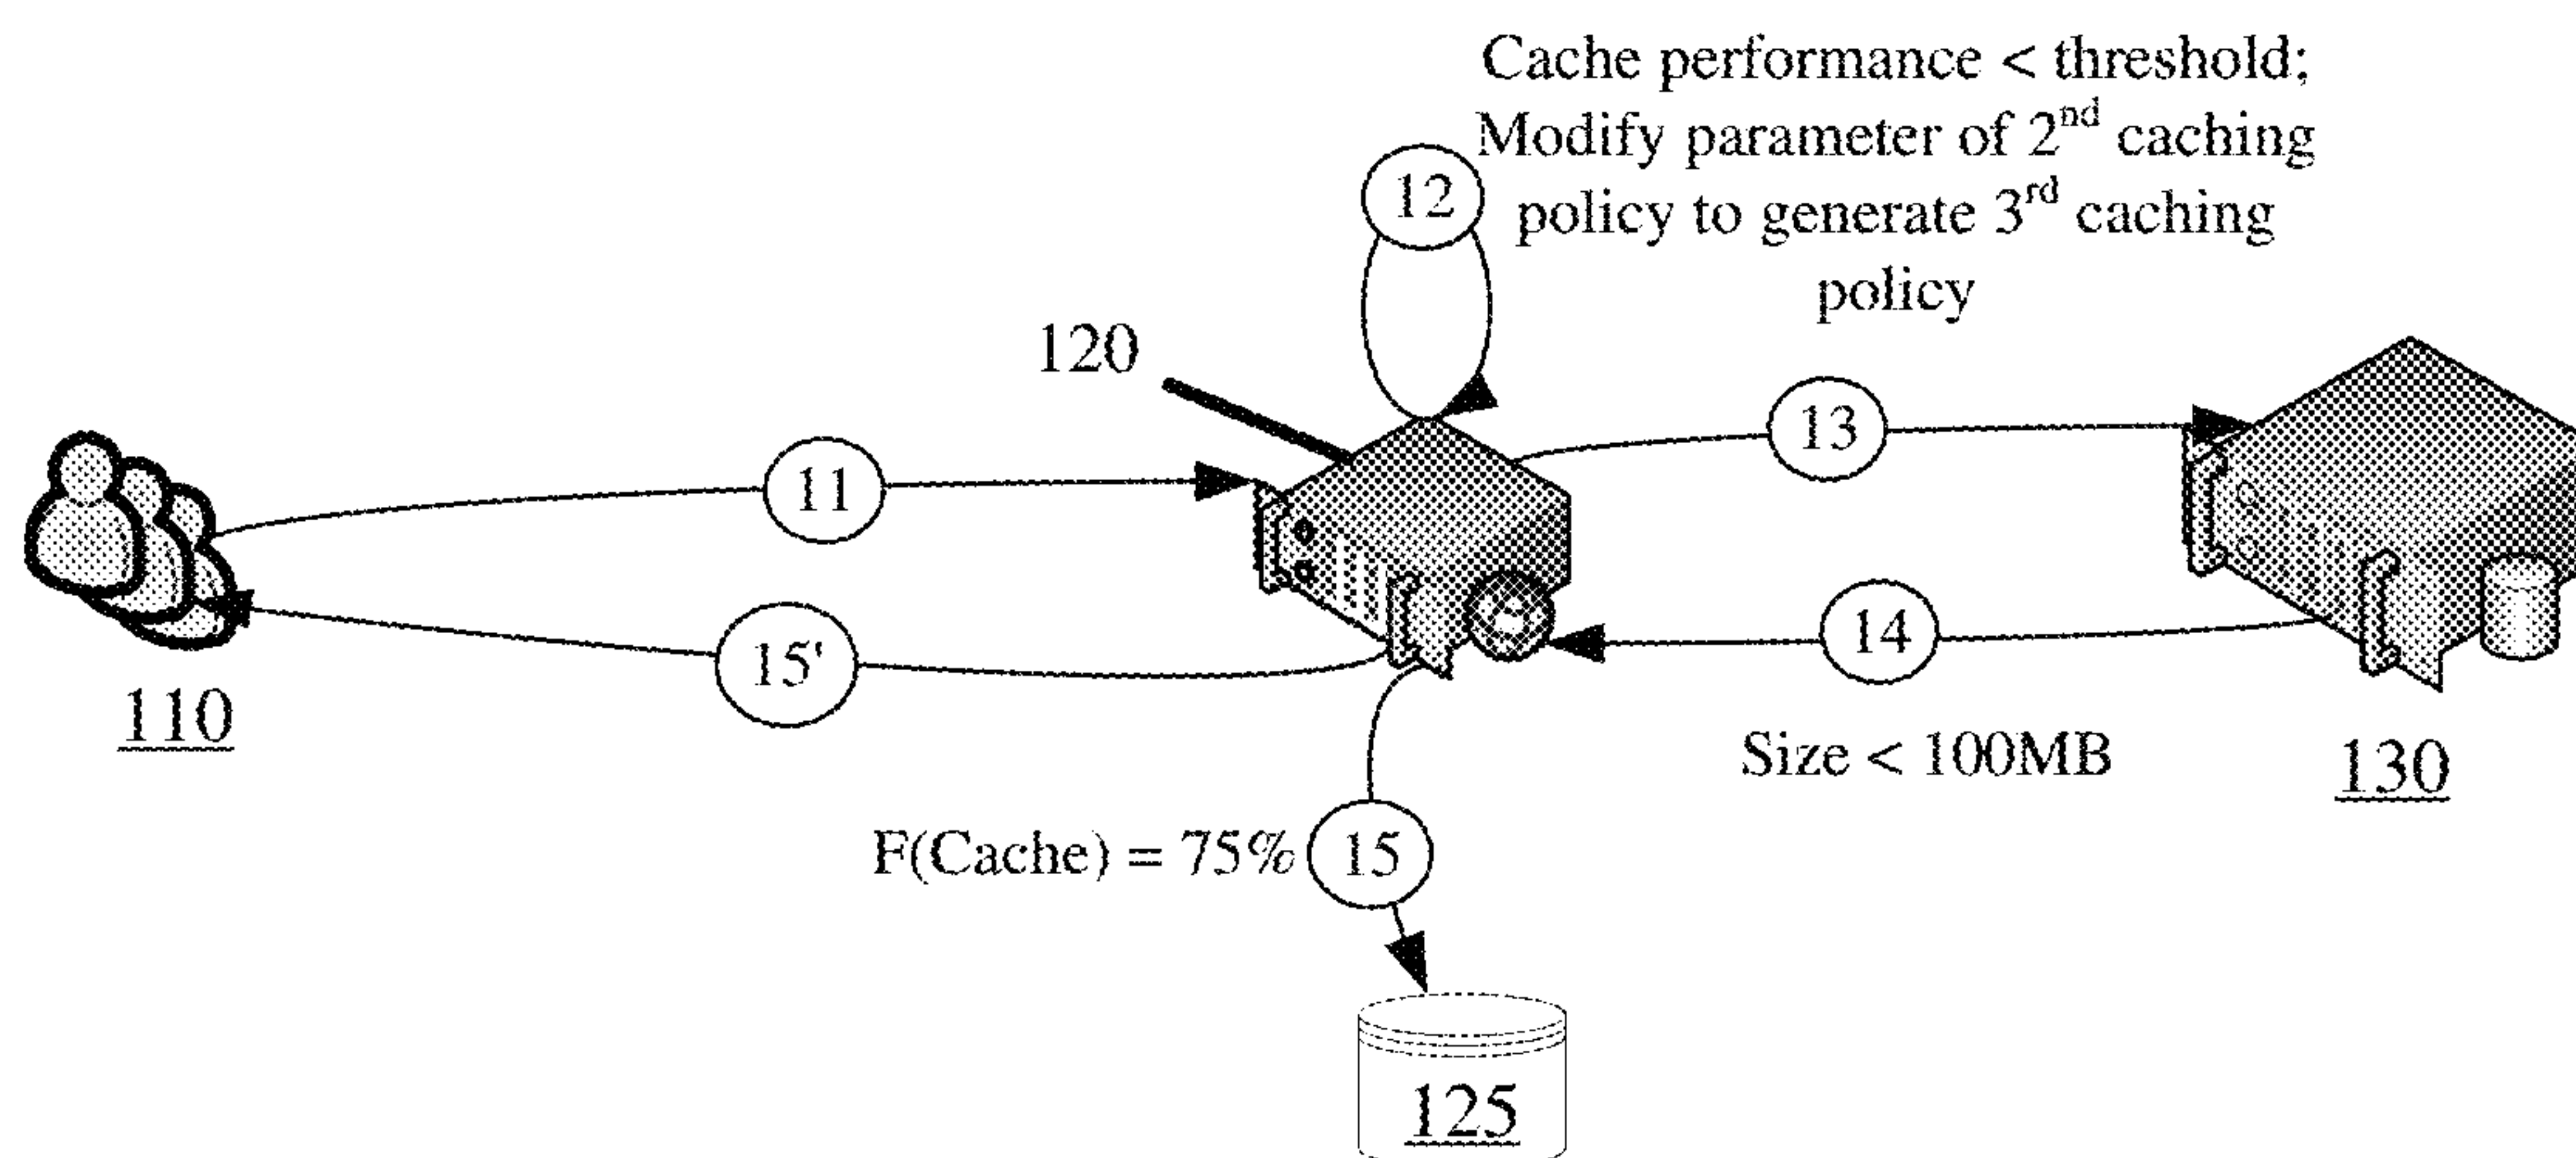 Cache performance < threshold;
Modify parameter of 2nd caching
policy to generate 3rd caching
policy
12
120
13
11
14
15'
110
Size < 100MB
130
F(Cache) = 75%
15
125